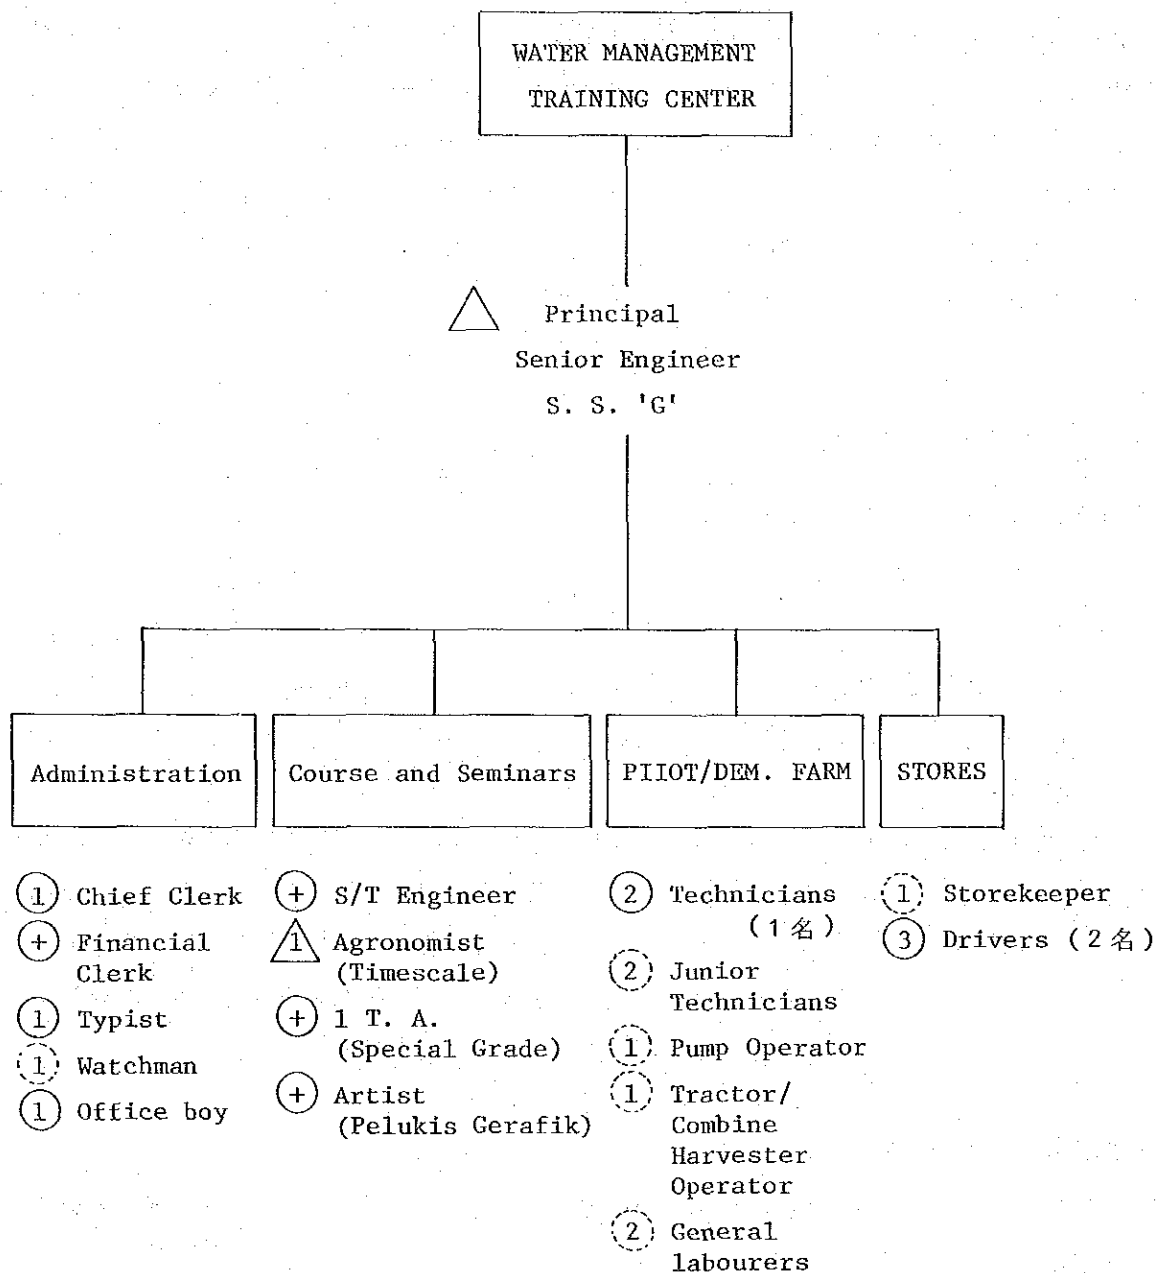 WATER MANAGEMENT
TRAINING CENTER
Principal
Senior Engineer
S. S. 'G'
Administration
Course and Seminars
PIIOT/DEM. FARM
STORES
1 Chief Clerk
+ Financial
Clerk
1 Typist
1 Watchman
1 Office boy
+ S/T Engineer
1 Agronomist
(Timescale)
+ 1 T. A.
(Special Grade)
+ Artist
(Pelukis Gerafik)
2 Technicians
(1名)
2 Junior
Technicians
1 Pump Operator
1 Tractor/
Combine
Harvester
Operator
2 General
labourers
1 Storekeeper
3 Drivers (2名)